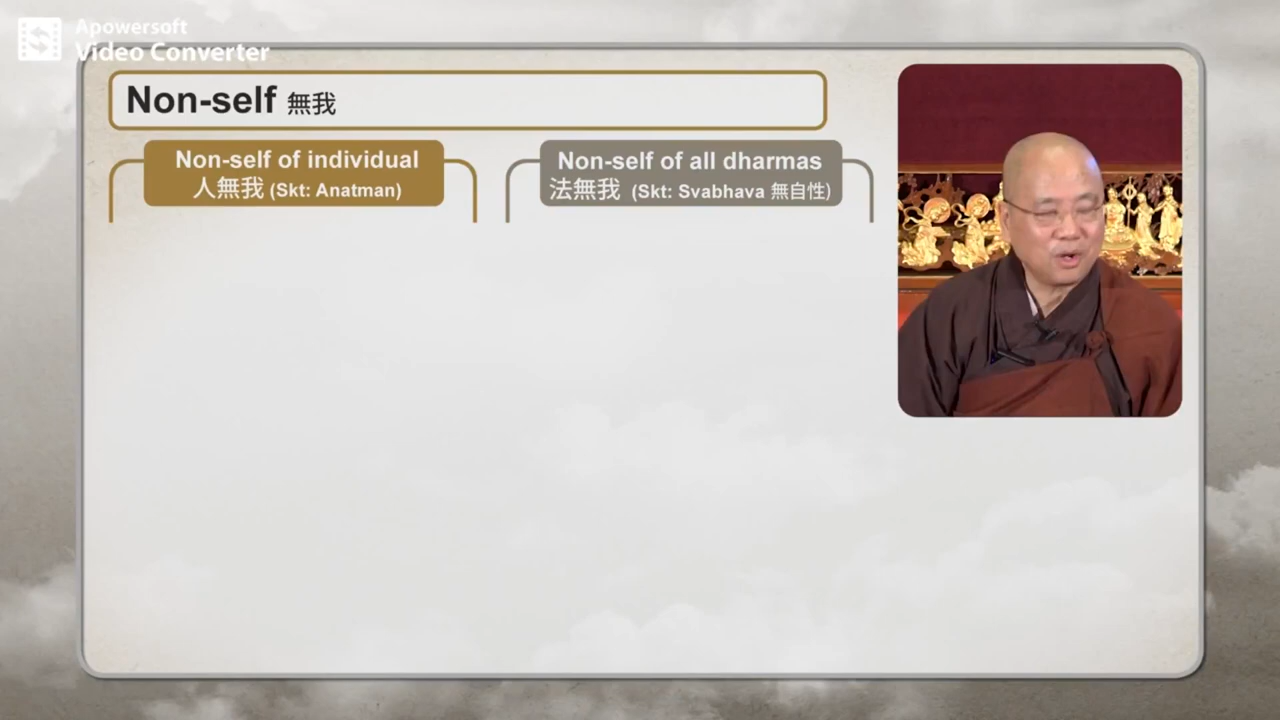 Apowersoft
Video Converter
Non-self 無我
Non-self of individual
人無我 (Skt: Anatman)
Non-self of all dharmas
法無我 (Skt: Svabhava 無自性)